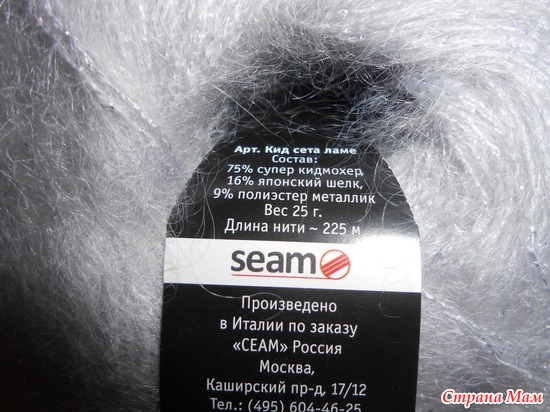 Арт. Кид сета ламе
Состав:
75% супер кидмохер,
16% японский шелк,
9% полиэстер металлик
Вес 25 г.
Длина нити ~ 225 м
seam
Произведено
в Италии по заказу
«СЕАМ» Россия
Москва,
Каширский пр-д, 17/12
Тел.: (495) 604-46-25
Страна Мам